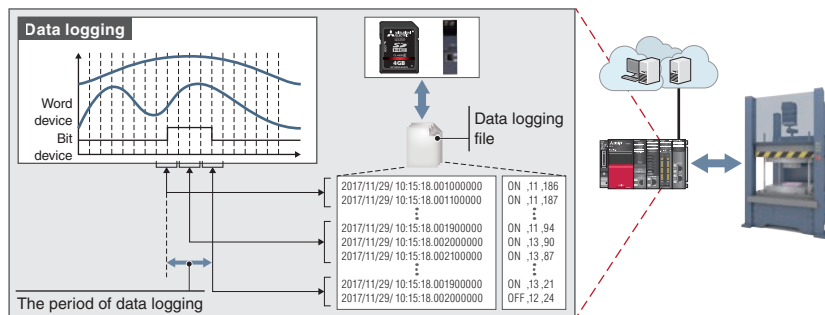 Data logging
Word
device
Bit
device
SD
4GB
Data logging
file
2017/11/29/ 10:15:18.001000000 ON ,11 ,186
2017/11/29/ 10:15:18.001100000 ON ,11 ,187
2017/11/29/ 10:15:18.001900000 ON ,11 ,94
2017/11/29/ 10:15:18.002000000 ON ,13 ,90
2017/11/29/ 10:15:18.002100000 ON ,13 ,87
2017/11/29/ 10:15:18.001900000 ON ,13 ,21
2017/11/29/ 10:15:18.002000000 OFF ,12 ,24
The period of data logging